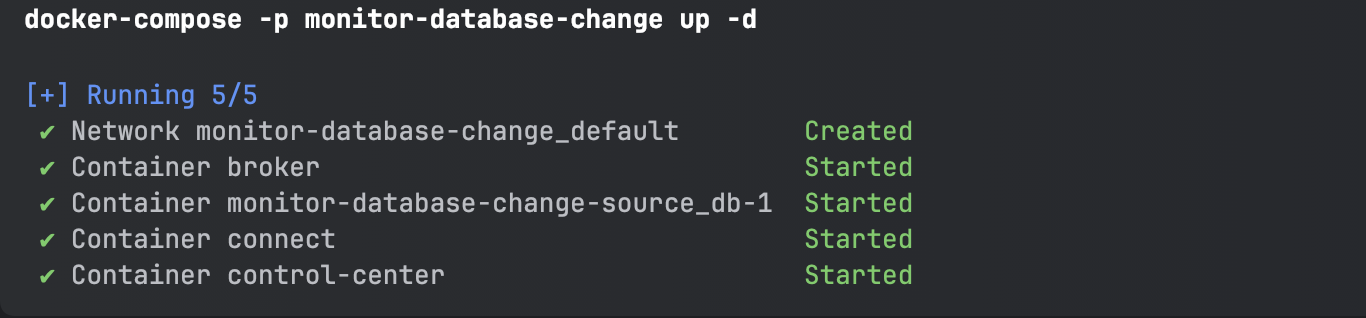 docker-compose -p monitor-database-change up -d
[+] Running 5/5
✔ Network monitor-database-change_default Created
✔ Container broker Started
✔ Container monitor-database-change-source_db-1 Started
✔ Container connect Started
✔ Container control-center Started